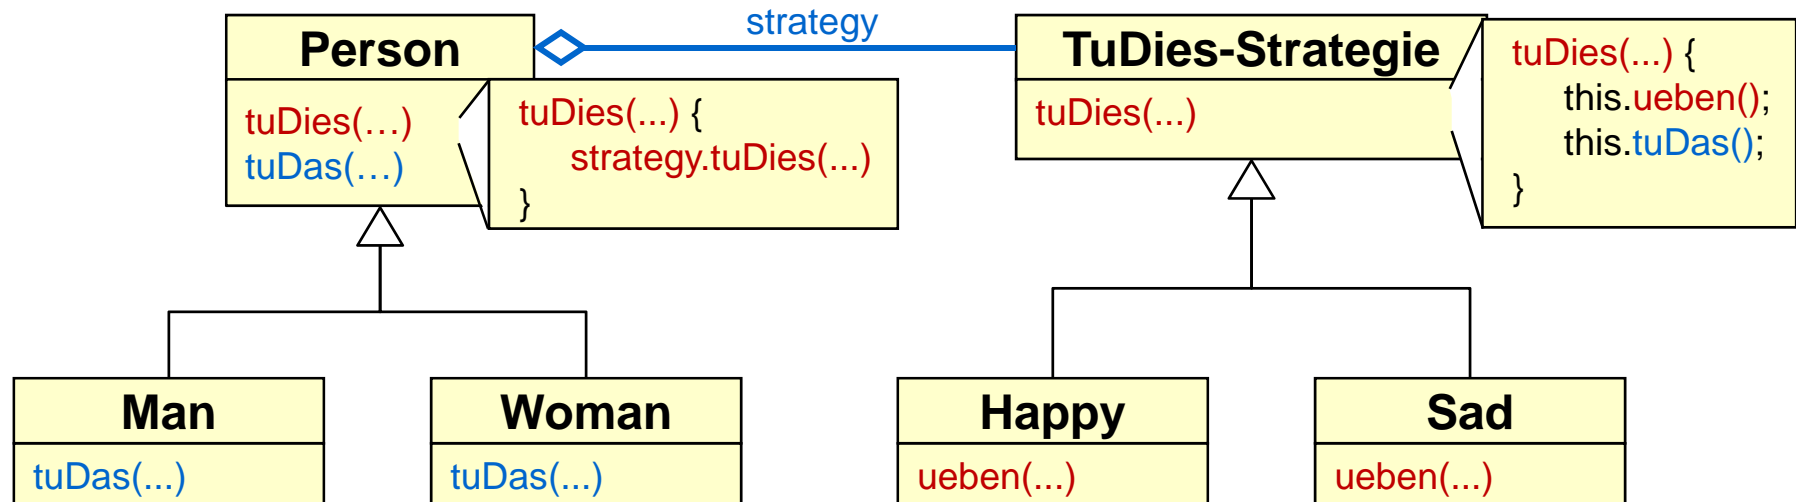 strategy
Person
tuDies(…)
tuDas(…)
tuDies(...) {
strategy.tuDies(...)
}
TuDies-Strategie
tuDies(...)
tuDies(...) {
this.ueben();
this.tuDas();
}
Man
tuDas(...)
Woman
tuDas(...)
Happy
ueben(...)
Sad
ueben(...)